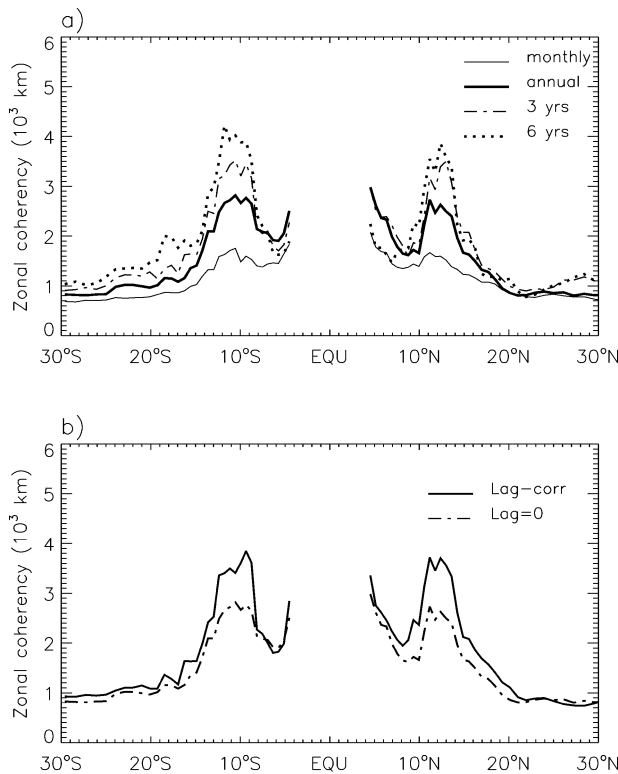 a)
Zonal coherency (10³ km)
6
5
4
3
2
1
0
monthly
annual
3 yrs
6 yrs
30°S 20°S 10°S EQU 10°N 20°N 30°N
b)
Zonal coherency (10³ km)
6
5
4
3
2
1
0
Lag-corr
Lag=0
30°S 20°S 10°S EQU 10°N 20°N 30°N